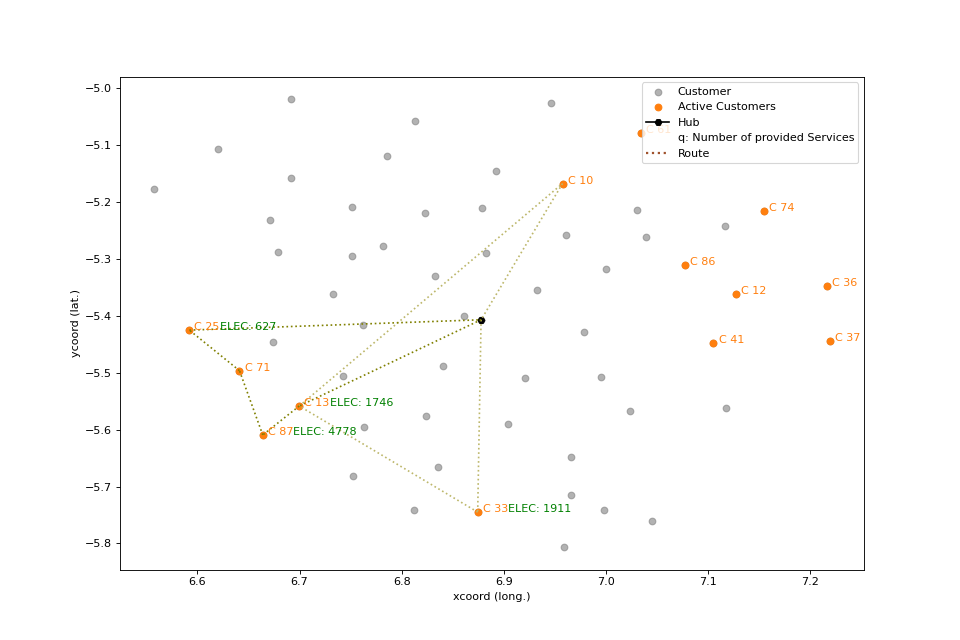 Customer
Active Customers
Hub
q: Number of provided Services
Route
C 10
C 74
C 86
C 12
C 36
C 41
C 37
C 25 ELEC: 627
C 71
C 13 ELEC: 1746
C 87 ELEC: 4778
C 33 ELEC: 1911
−5.0
−5.1
−5.2
−5.3
−5.4
−5.5
−5.6
−5.7
−5.8
ycoord (lat.)
6.6 6.7 6.8 6.9 7.0 7.1 7.2
xcoord (long.)